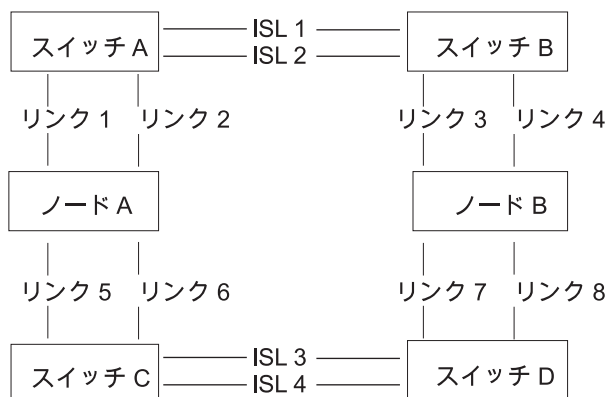 スイッチ A
ISL 1
ISL 2
スイッチ B
リンク 1
リンク 2
リンク 3
リンク 4
ノード A
ノード B
リンク 5
リンク 6
リンク 7
リンク 8
スイッチ C
ISL 3
ISL 4
スイッチ D